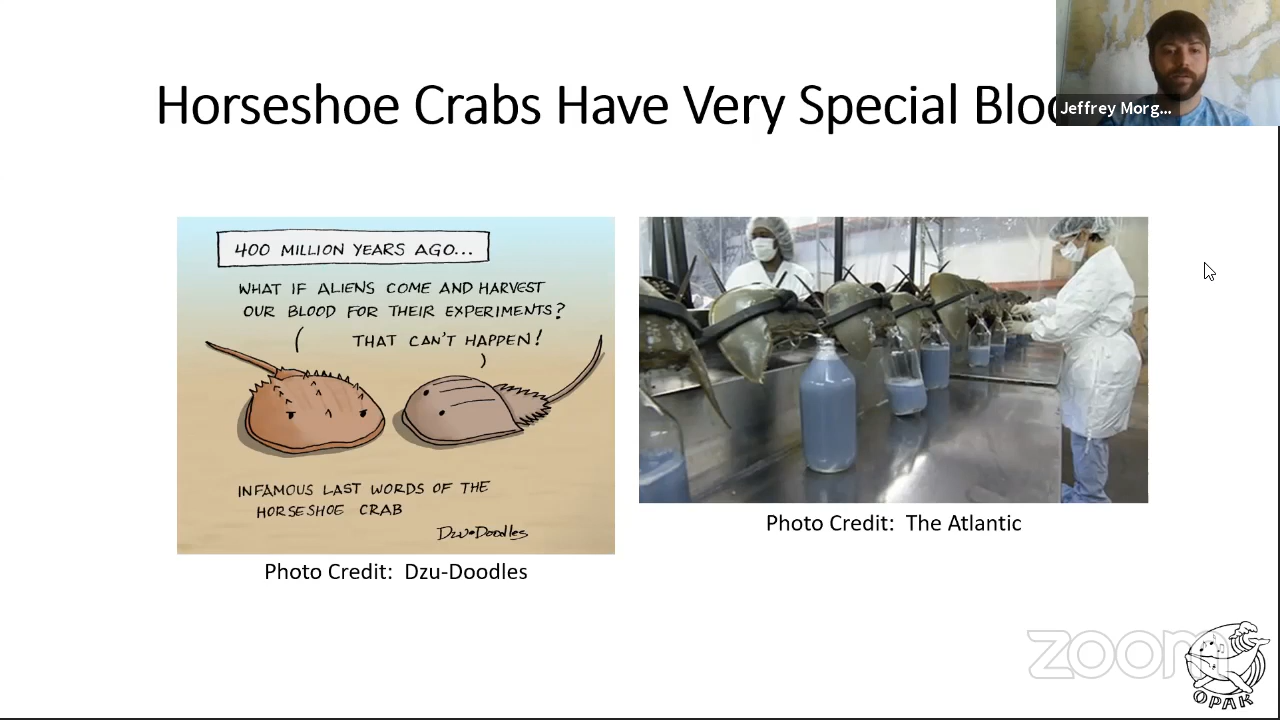 Horseshoe Crabs Have Very Special Bloo
Jeffrey Morg...
400 MILLION YEARS AGO...
WHAT IF ALIENS COME AND HARVEST
OUR BLOOD FOR THEIR EXPERIMENTS?
THAT CAN'T HAPPEN!
INFAMOUS LAST WORDS OF THE
HORSESHOE CRAB
Dzu-Doodles
Photo Credit: The Atlantic
Photo Credit: Dzu-Doodles
zoom
OPAK